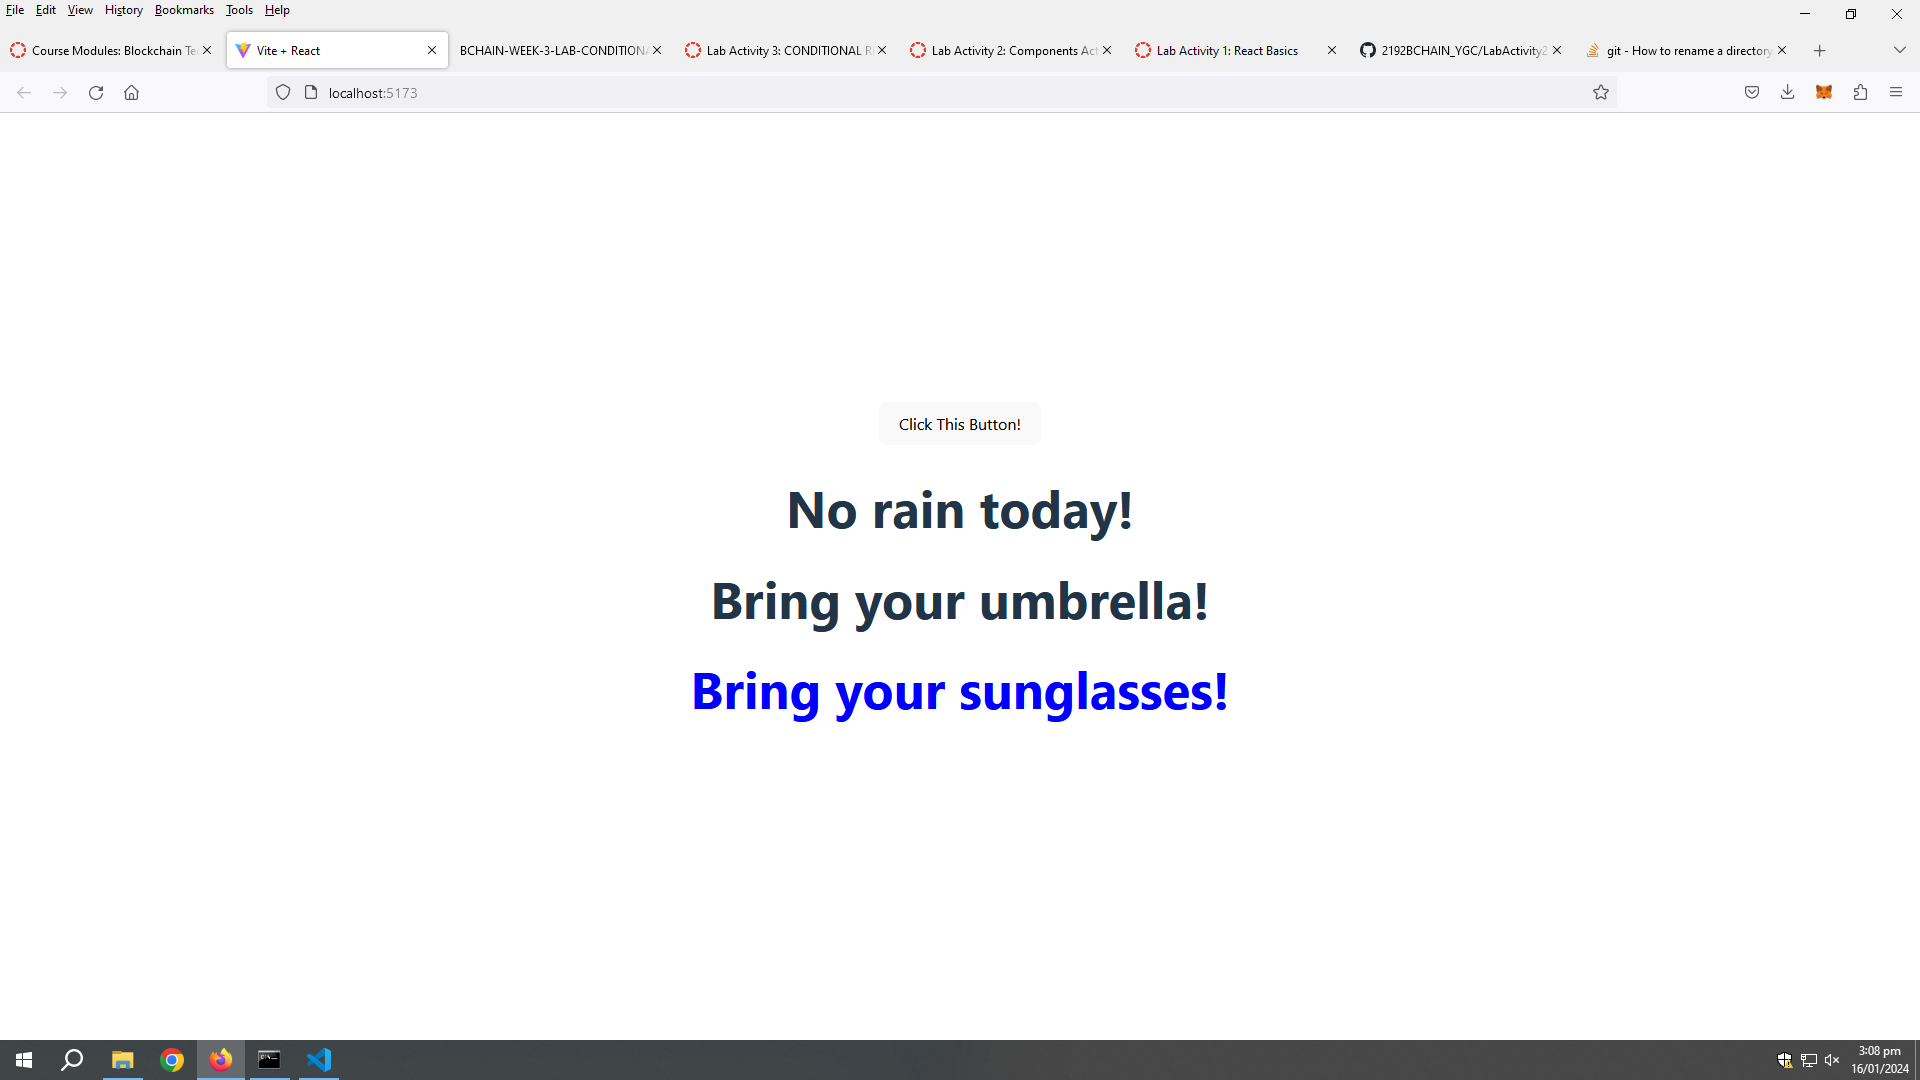 File Edit View History Bookmarks Tools Help
Course Modules: Blockchain Te
Vite + React
BCHAIN-WEEK-3-LAB-CONDITIONA
Lab Activity 3: CONDITIONAL R
Lab Activity 2: Components Act
Lab Activity 1: React Basics
2192BCHAIN_YGC/LabActivity2
git - How to rename a directory
localhost:5173
Click This Button!
No rain today!
Bring your umbrella!
Bring your sunglasses!
3:08 pm
16/01/2024